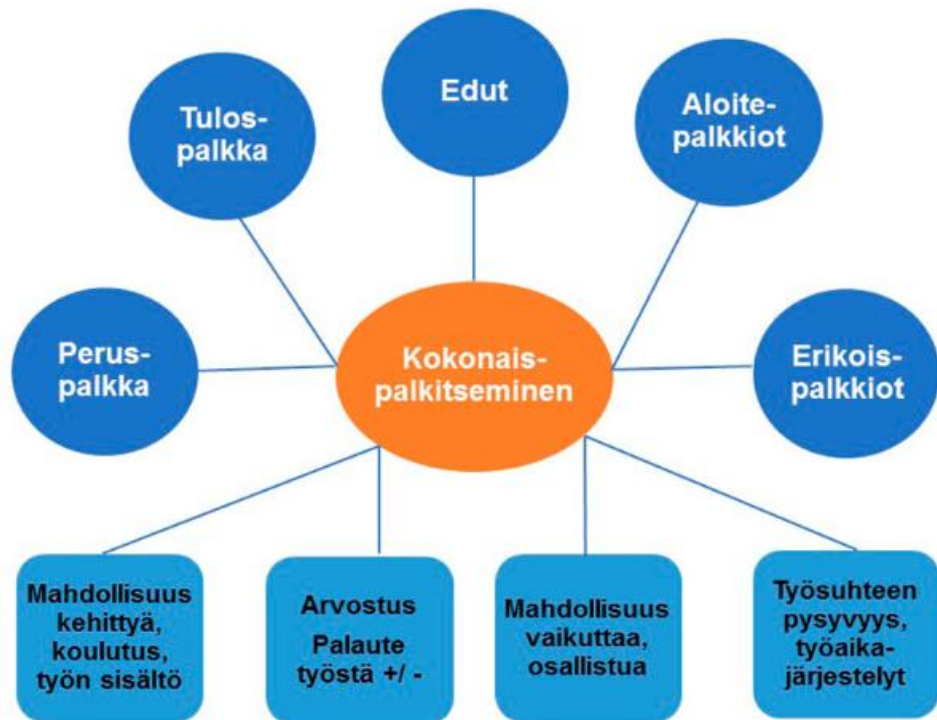 Edut
Tulos-
palkka
Aloite-
palkkiot
Perus-
palkka
Kokonais-
palkitseminen
Erikois-
palkkiot
Mahdollisuus
kehittyä,
koulutus,
työn sisältö
Arvostus
Palaute
työstä +/ -
Mahdollisuus
vaikuttaa,
osallistua
Työsuhteen
pysyvyys,
työaika-
järjestelyt